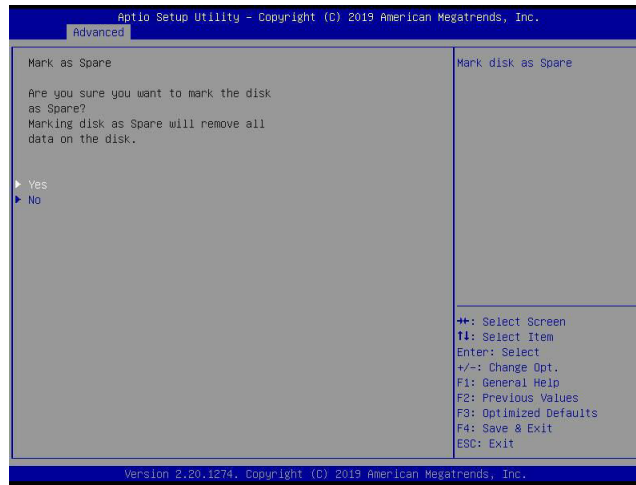 Aptio Setup Utility – Copyright (C) 2019 American Megatrends, Inc.
Advanced
Mark as Spare
Are you sure you want to mark the disk
as Spare?
Marking disk as Spare will remove all
data on the disk.
Yes
No
Mark disk as Spare
→←: Select Screen
↑↓: Select Item
Enter: Select
+/-: Change Opt.
F1: General Help
F2: Previous Values
F3: Optimized Defaults
F4: Save & Exit
ESC: Exit
Version 2.20.1274. Copyright (C) 2019 American Megatrends, Inc.